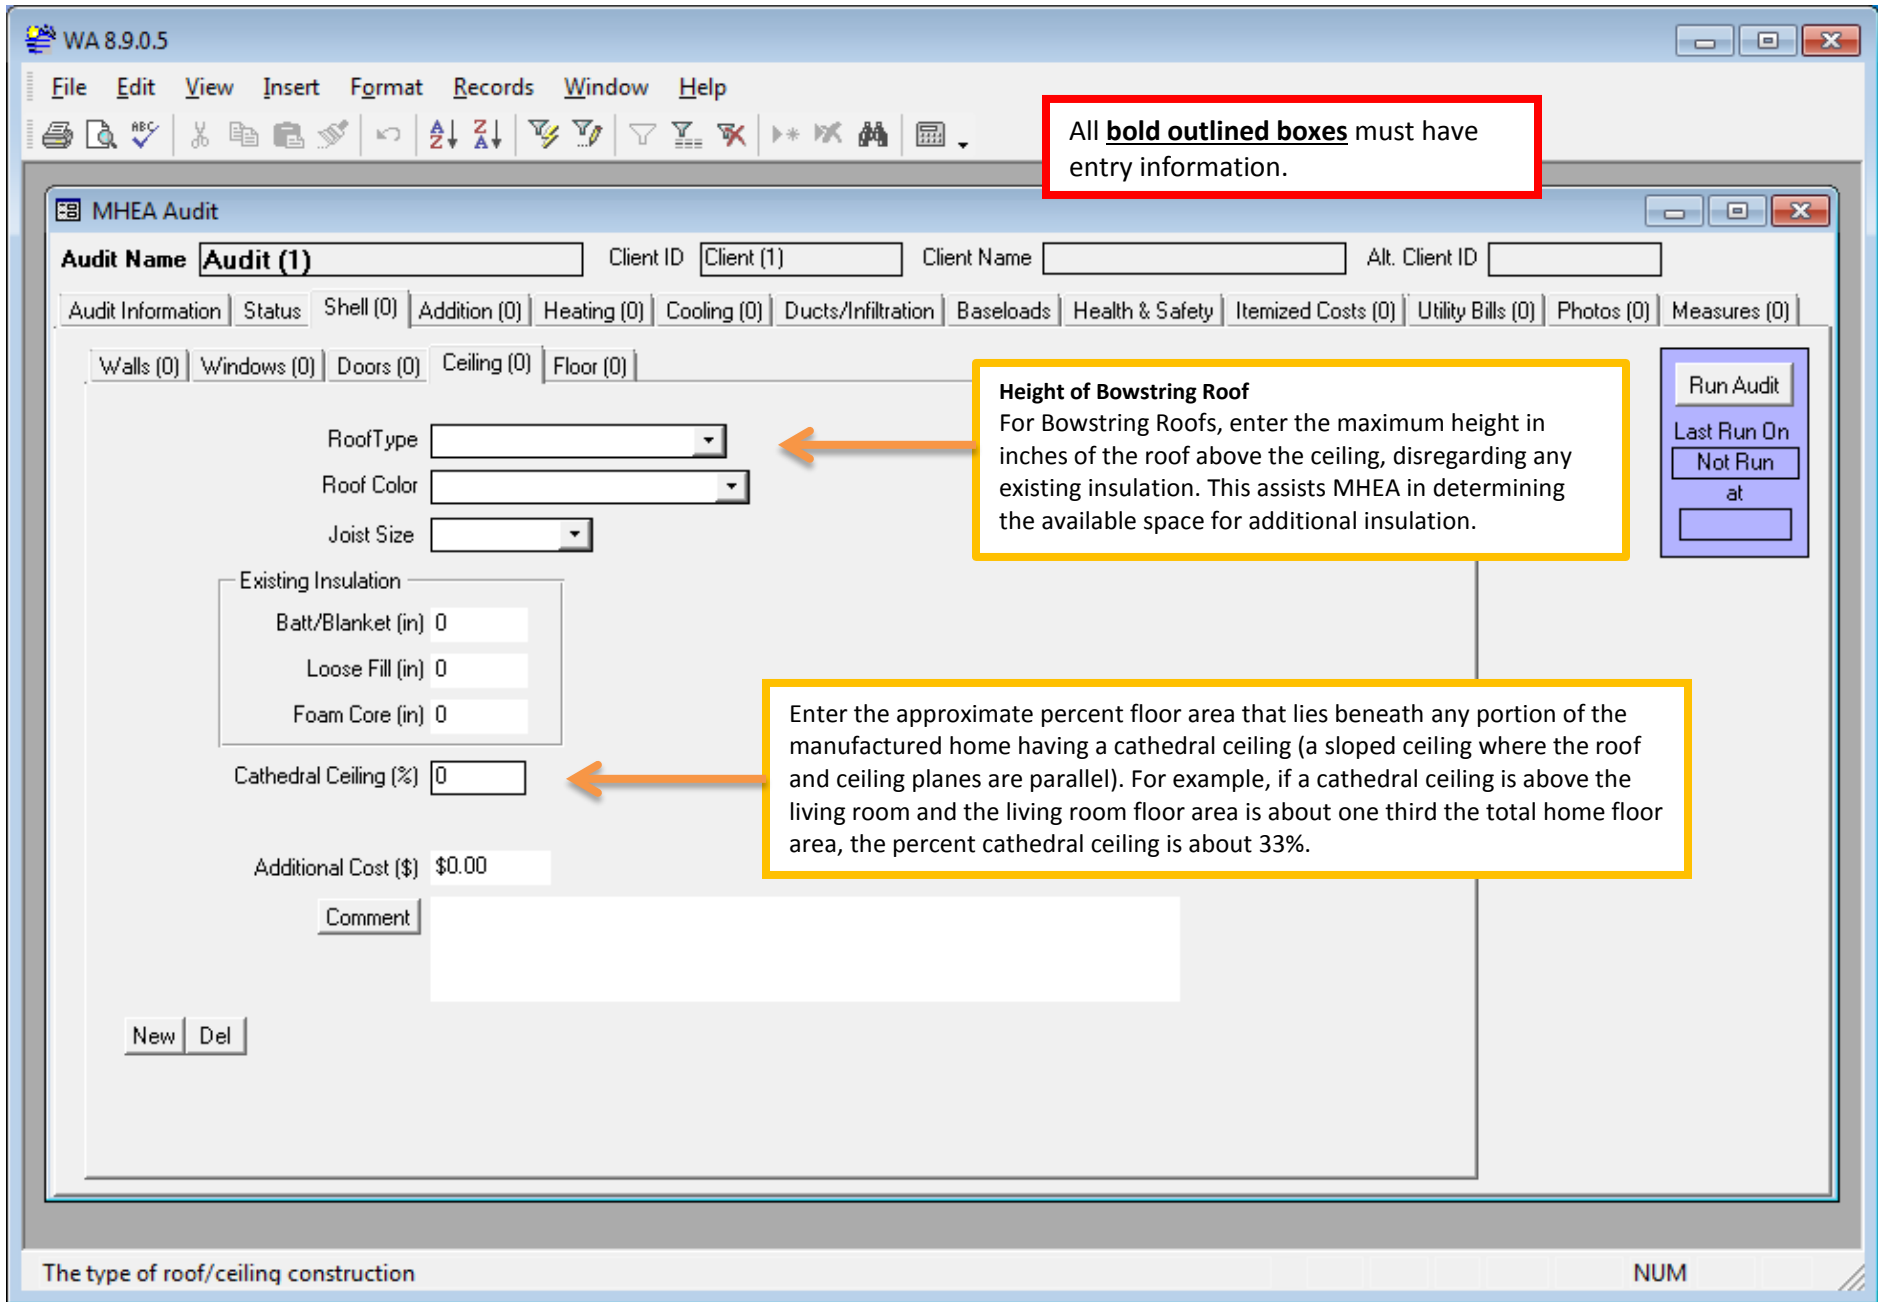 WA 8.9.0.5
File Edit View Insert Format Records Window Help
All bold outlined boxes must have
entry information.
MHEA Audit
Audit Name Audit (1) Client ID Client (1) Client Name Alt. Client ID
Audit Information Status Shell (0) Addition (0) Heating (0) Cooling (0) Ducts/Infiltration Baseloads Health & Safety Itemized Costs (0) Utility Bills (0) Photos (0) Measures (0)
Walls (0) Windows (0) Doors (0) Ceiling (0) Floor (0)
RoofType
Roof Color
Joist Size
Height of Bowstring Roof
For Bowstring Roofs, enter the maximum height in
inches of the roof above the ceiling, disregarding any
existing insulation. This assists MHEA in determining
the available space for additional insulation.
Run Audit
Last Run On
Not Run
at
Existing Insulation
Batt/Blanket (in) 0
Loose Fill (in) 0
Foam Core (in) 0
Cathedral Ceiling (%) 0
Enter the approximate percent floor area that lies beneath any portion of the
manufactured home having a cathedral ceiling (a sloped ceiling where the roof
and ceiling planes are parallel). For example, if a cathedral ceiling is above the
living room and the living room floor area is about one third the total home floor
area, the percent cathedral ceiling is about 33%.
Additional Cost ($) $0.00
Comment
New Del
The type of roof/ceiling construction NUM